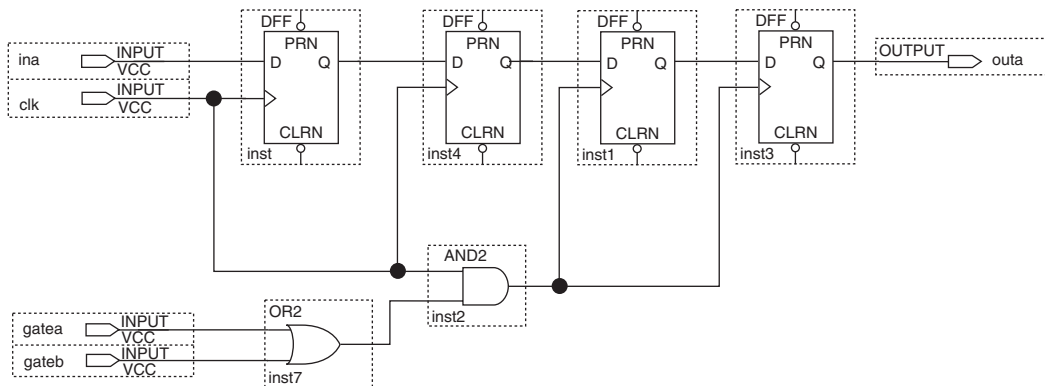 DFF DFF DFF DFF
INPUT PRN PRN PRN PRN OUTPUT
ina VCC D Q D Q D Q D Q outa
INPUT
clk VCC
CLRN CLRN CLRN CLRN
inst inst4 inst1 inst3
AND2
inst2
OR2
INPUT
gatea VCC
INPUT
gateb VCC
inst7